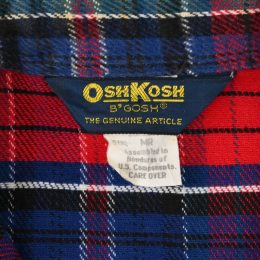 OSHKOSH
B'GOSH®
THE GENUINE ARTICLE
MR
Assembled in
Honduras of
U.S. Components
CARE OVER